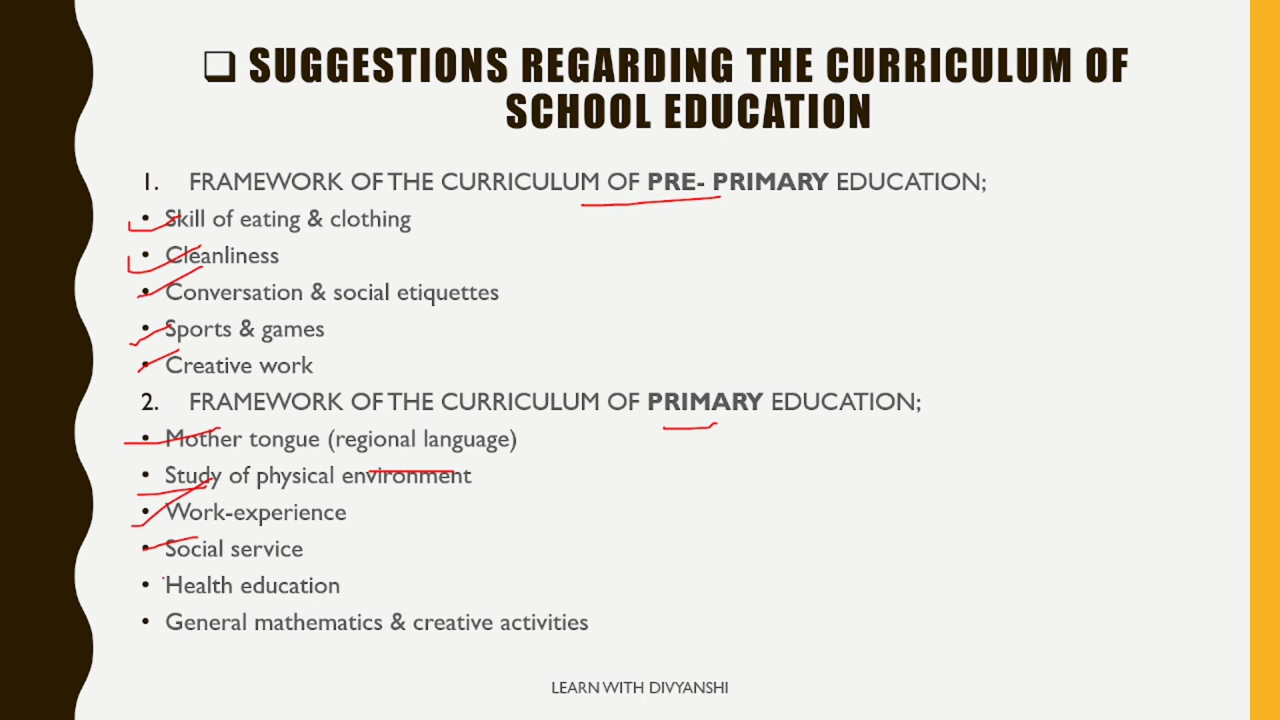 ❑ SUGGESTIONS REGARDING THE CURRICULUM OF
SCHOOL EDUCATION
1. FRAMEWORK OF THE CURRICULUM OF PRE- PRIMARY EDUCATION;
• Skill of eating & clothing
• Cleanliness
• Conversation & social etiquettes
• Sports & games
• Creative work
2. FRAMEWORK OF THE CURRICULUM OF PRIMARY EDUCATION;
• Mother tongue (regional language)
• Study of physical environment
• Work-experience
• Social service
• Health education
• General mathematics & creative activities
LEARN WITH DIVYANSHI